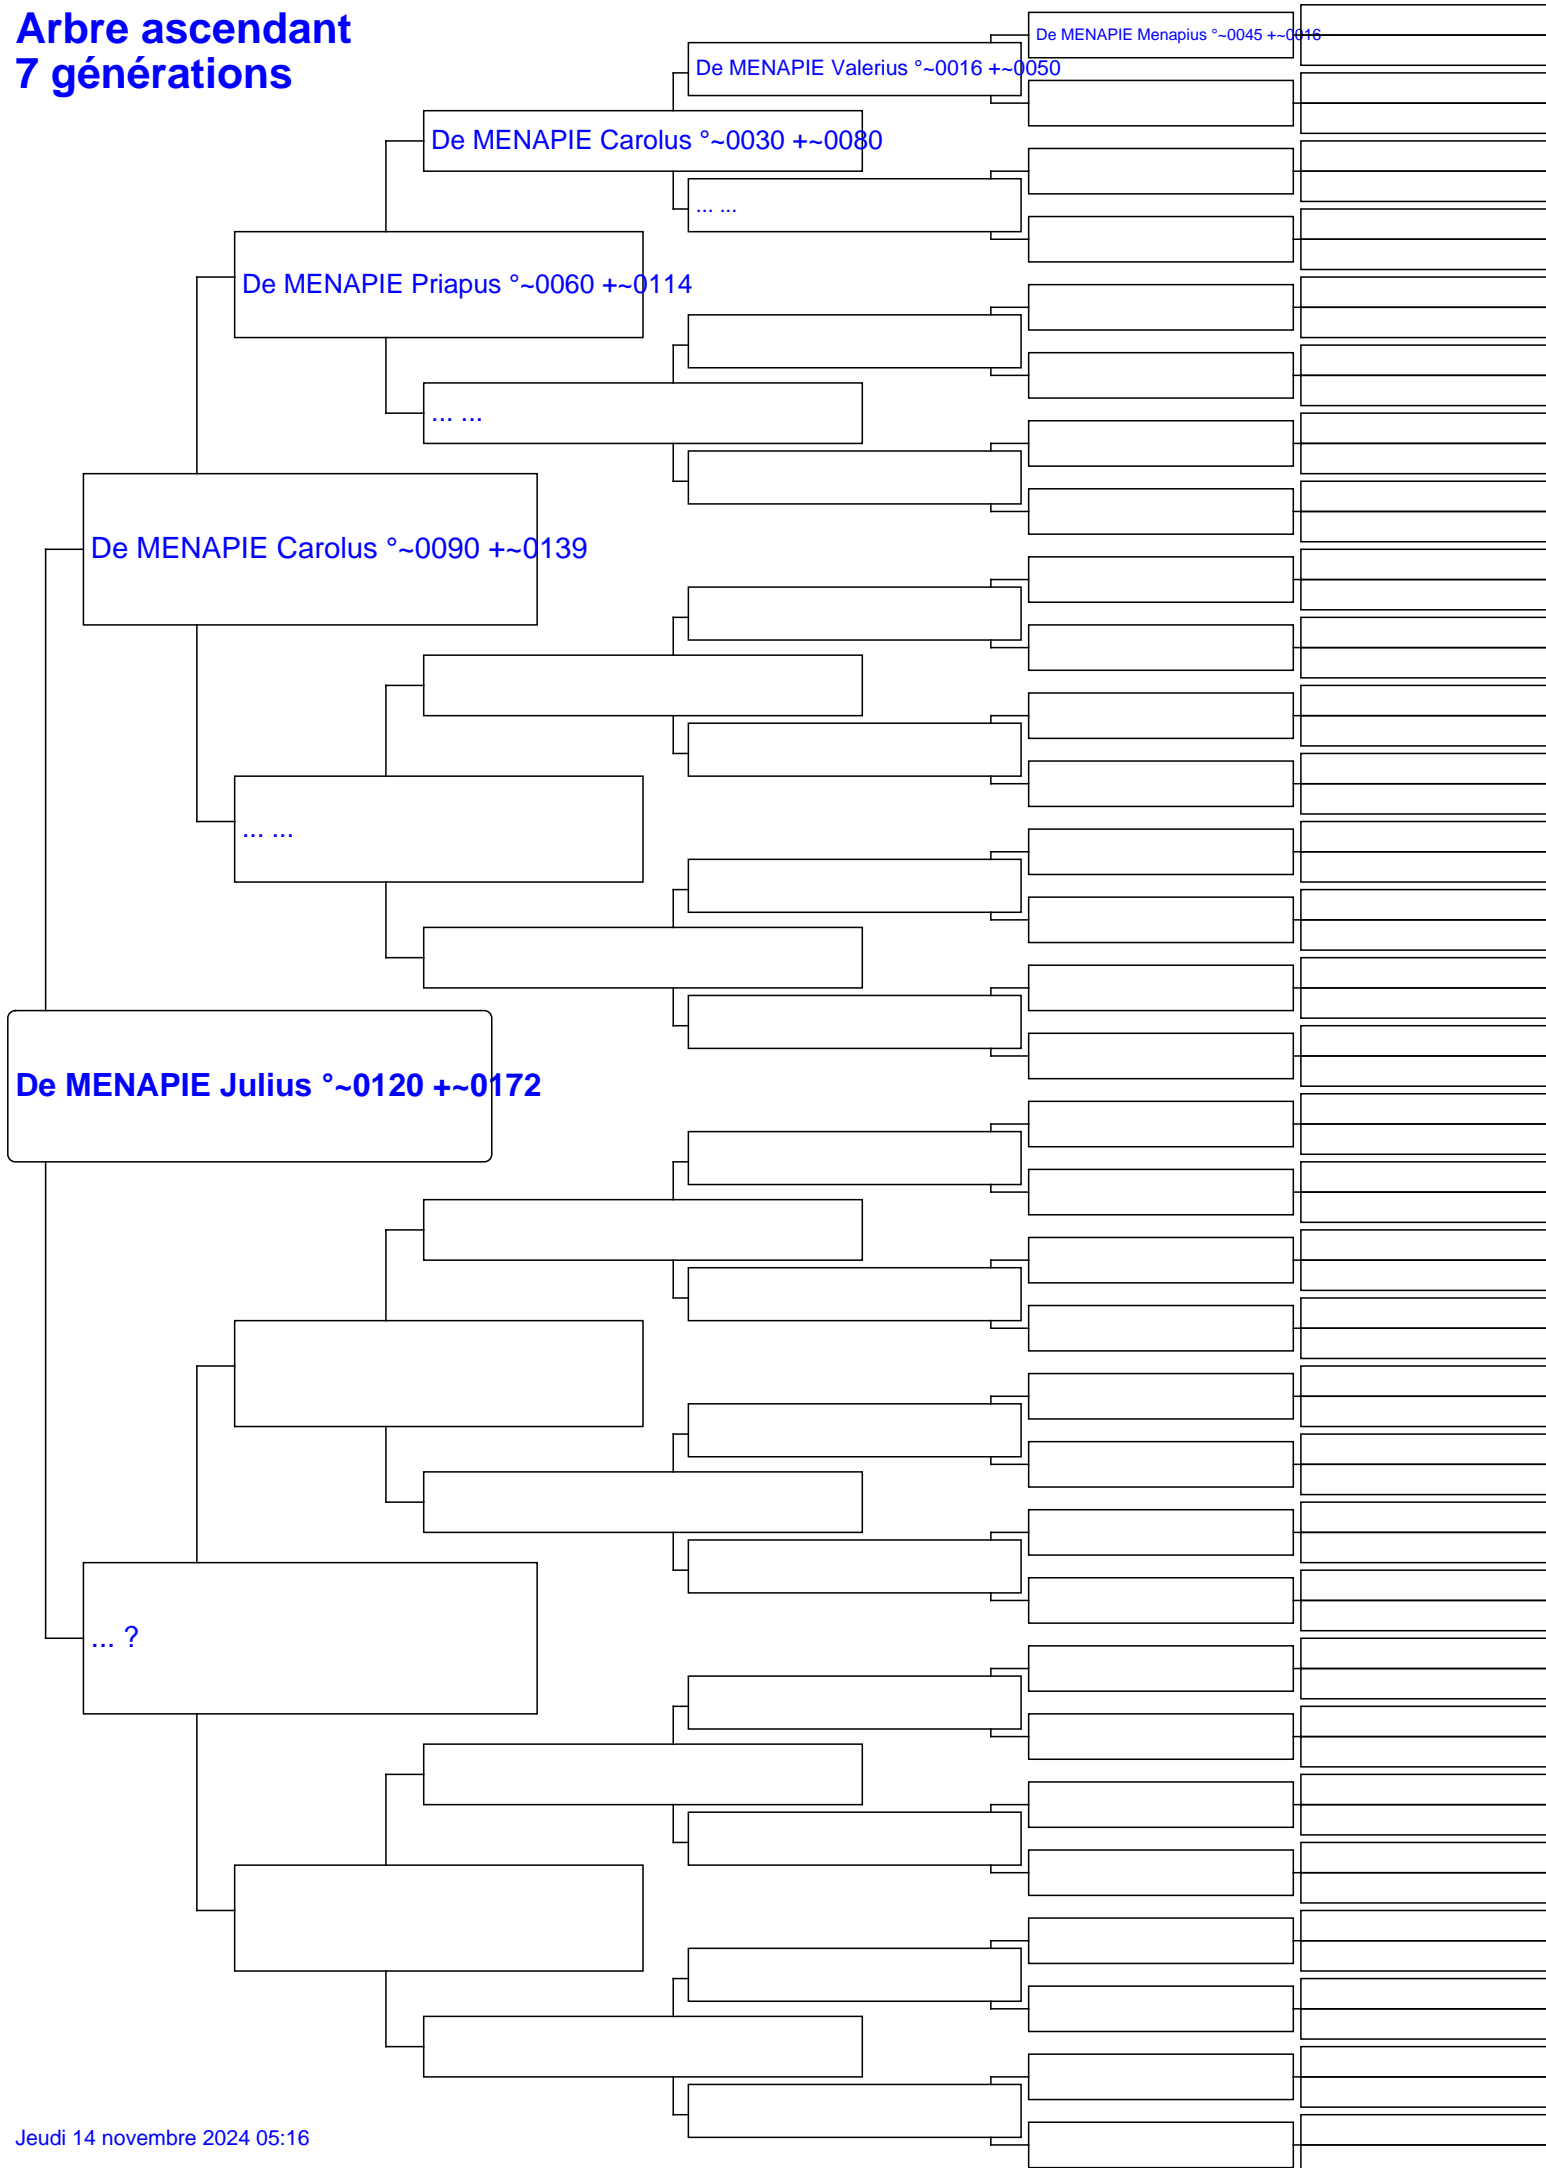 Arbre ascendant
7 générations
De MENAPIE Menapius °~0045 +~0016
De MENAPIE Valerius °~0016 +~0050
De MENAPIE Carolus °~0030 +~0080
... ...
De MENAPIE Priapus °~0060 +~0114
... ...
De MENAPIE Carolus °~0090 +~0139
... ...
De MENAPIE Julius °~0120 +~0172
... ?
Jeudi 14 novembre 2024 05:16